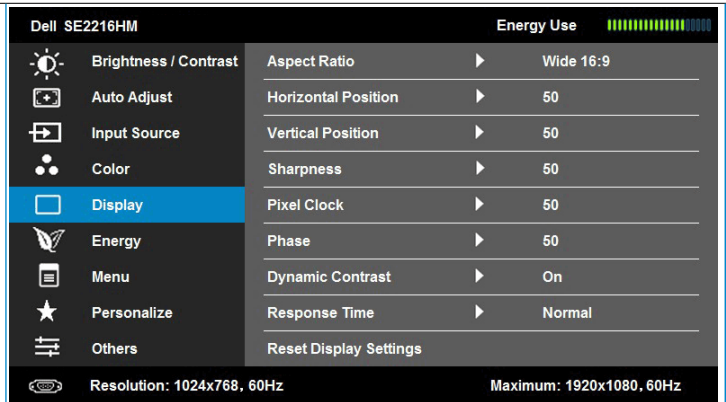 Dell SE2216HM Energy Use
Brightness / Contrast Aspect Ratio Wide 16:9
Auto Adjust Horizontal Position 50
Input Source Vertical Position 50
Color Sharpness 50
Display Pixel Clock 50
Energy Phase 50
Menu Dynamic Contrast On
Personalize Response Time Normal
Others Reset Display Settings
Resolution: 1024x768, 60Hz Maximum: 1920x1080, 60Hz